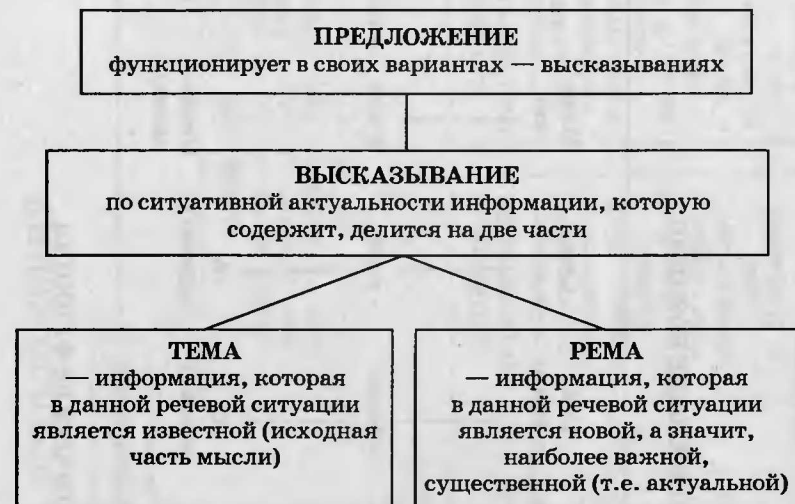 ПРЕДЛОЖЕНИЕ
функционирует в своих вариантах — высказываниях
ВЫСКАЗЫВАНИЕ
по ситуативной актуальности информации, которую
содержит, делится на две части
ТЕМА
— информация, которая
в данной речевой ситуации
является известной (исходная
часть мысли)
РЕМА
— информация, которая
в данной речевой ситуации
является новой, а значит,
наиболее важной,
существенной (т.е. актуальной)